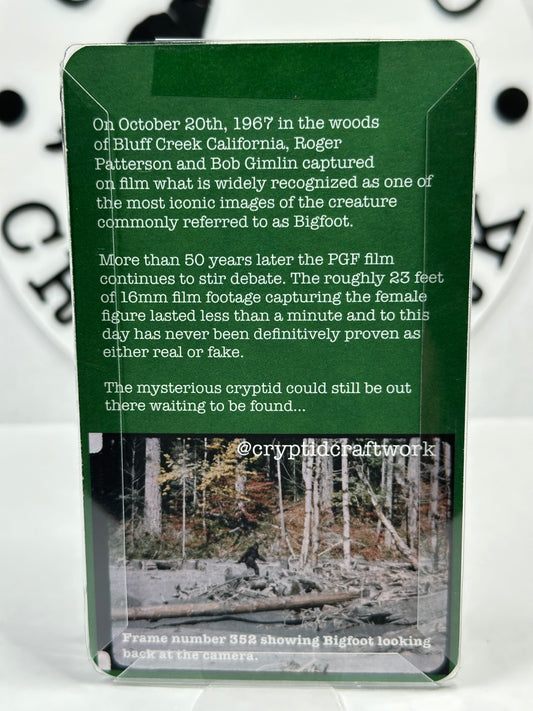 On October 20th, 1967 in the woods
of Bluff Creek California, Roger
Patterson and Bob Gimlin captured
on film what is widely recognized as one of
the most iconic images of the creature
commonly referred to as Bigfoot.
More than 50 years later the PGF film
continues to stir debate. The roughly 23 feet
of 16mm film footage capturing the female
figure lasted less than a minute and to this
day has never been definitively proven as
either real or fake.
The mysterious cryptid could still be out
there waiting to be found...
@cryptidcraftwork
Frame number 352 showing Bigfoot looking
back at the camera.